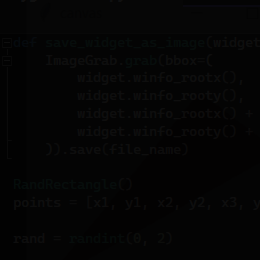 def save_widget_as_image(widget
ImageGrab.grab(bbox=(
widget.winfo_rootx(),
widget.winfo_rooty(),
widget.winfo_rootx() +
widget.winfo_rooty() +
)).save(file_name)
RandRectangle()
points = [x1, y1, x2, y2, x3, y
rand = randint(0, 2)